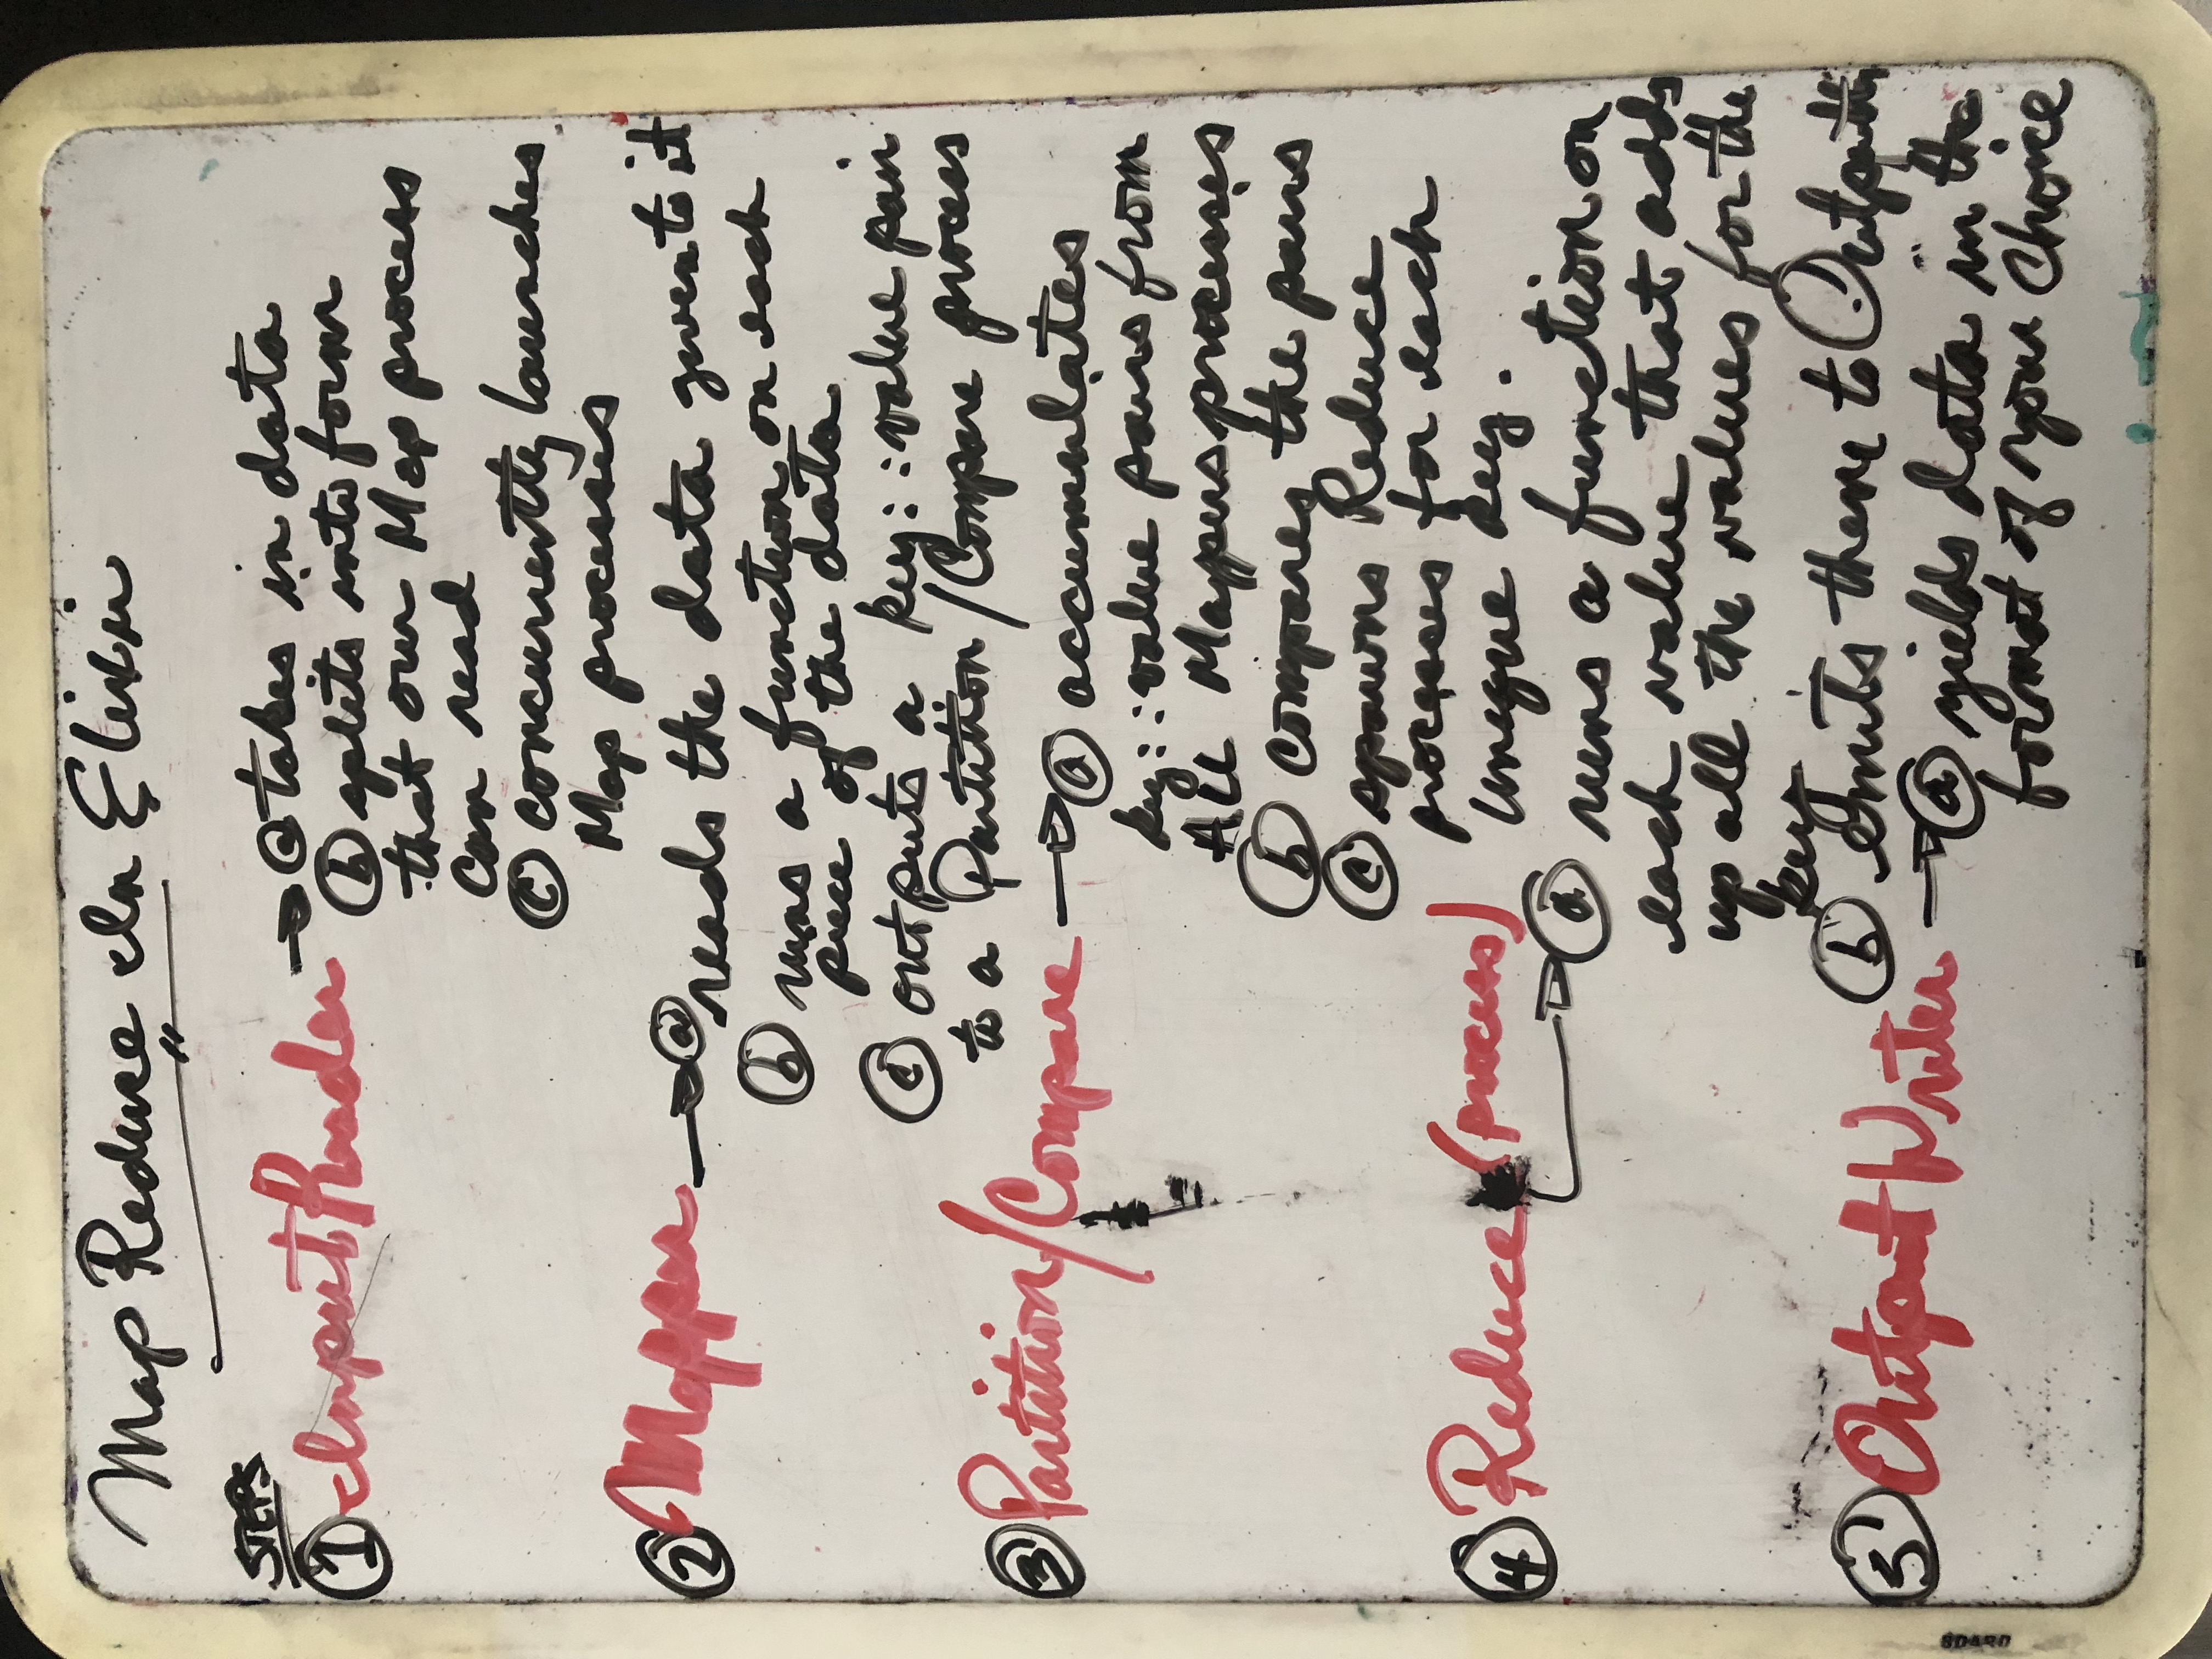 Map Reduce In Elixir
STEPS
① Input Reader → ⓐ takes in data
ⓑ splits into form
that our Map process
can read
ⓒ concurrently launches
Map processes
② Mapper → ⓐ reads the data given to it
ⓑ runs a function on each
piece of the data
ⓒ outputs a key::value pair
to a Partition/Compare process
③ Partition/Compare → ⓐ accumulates
key::value pairs from
ALL Mappers processes
ⓑ compares the pairs
ⓒ spawns Reduce
processes for each
unique key.
④ Reduce (process)
→ ⓐ runs a function on
each value that adds
up all the values for the
key
ⓑ emits them to
⑤ Output Writer → ⓐ yields data in the
format of your Choice